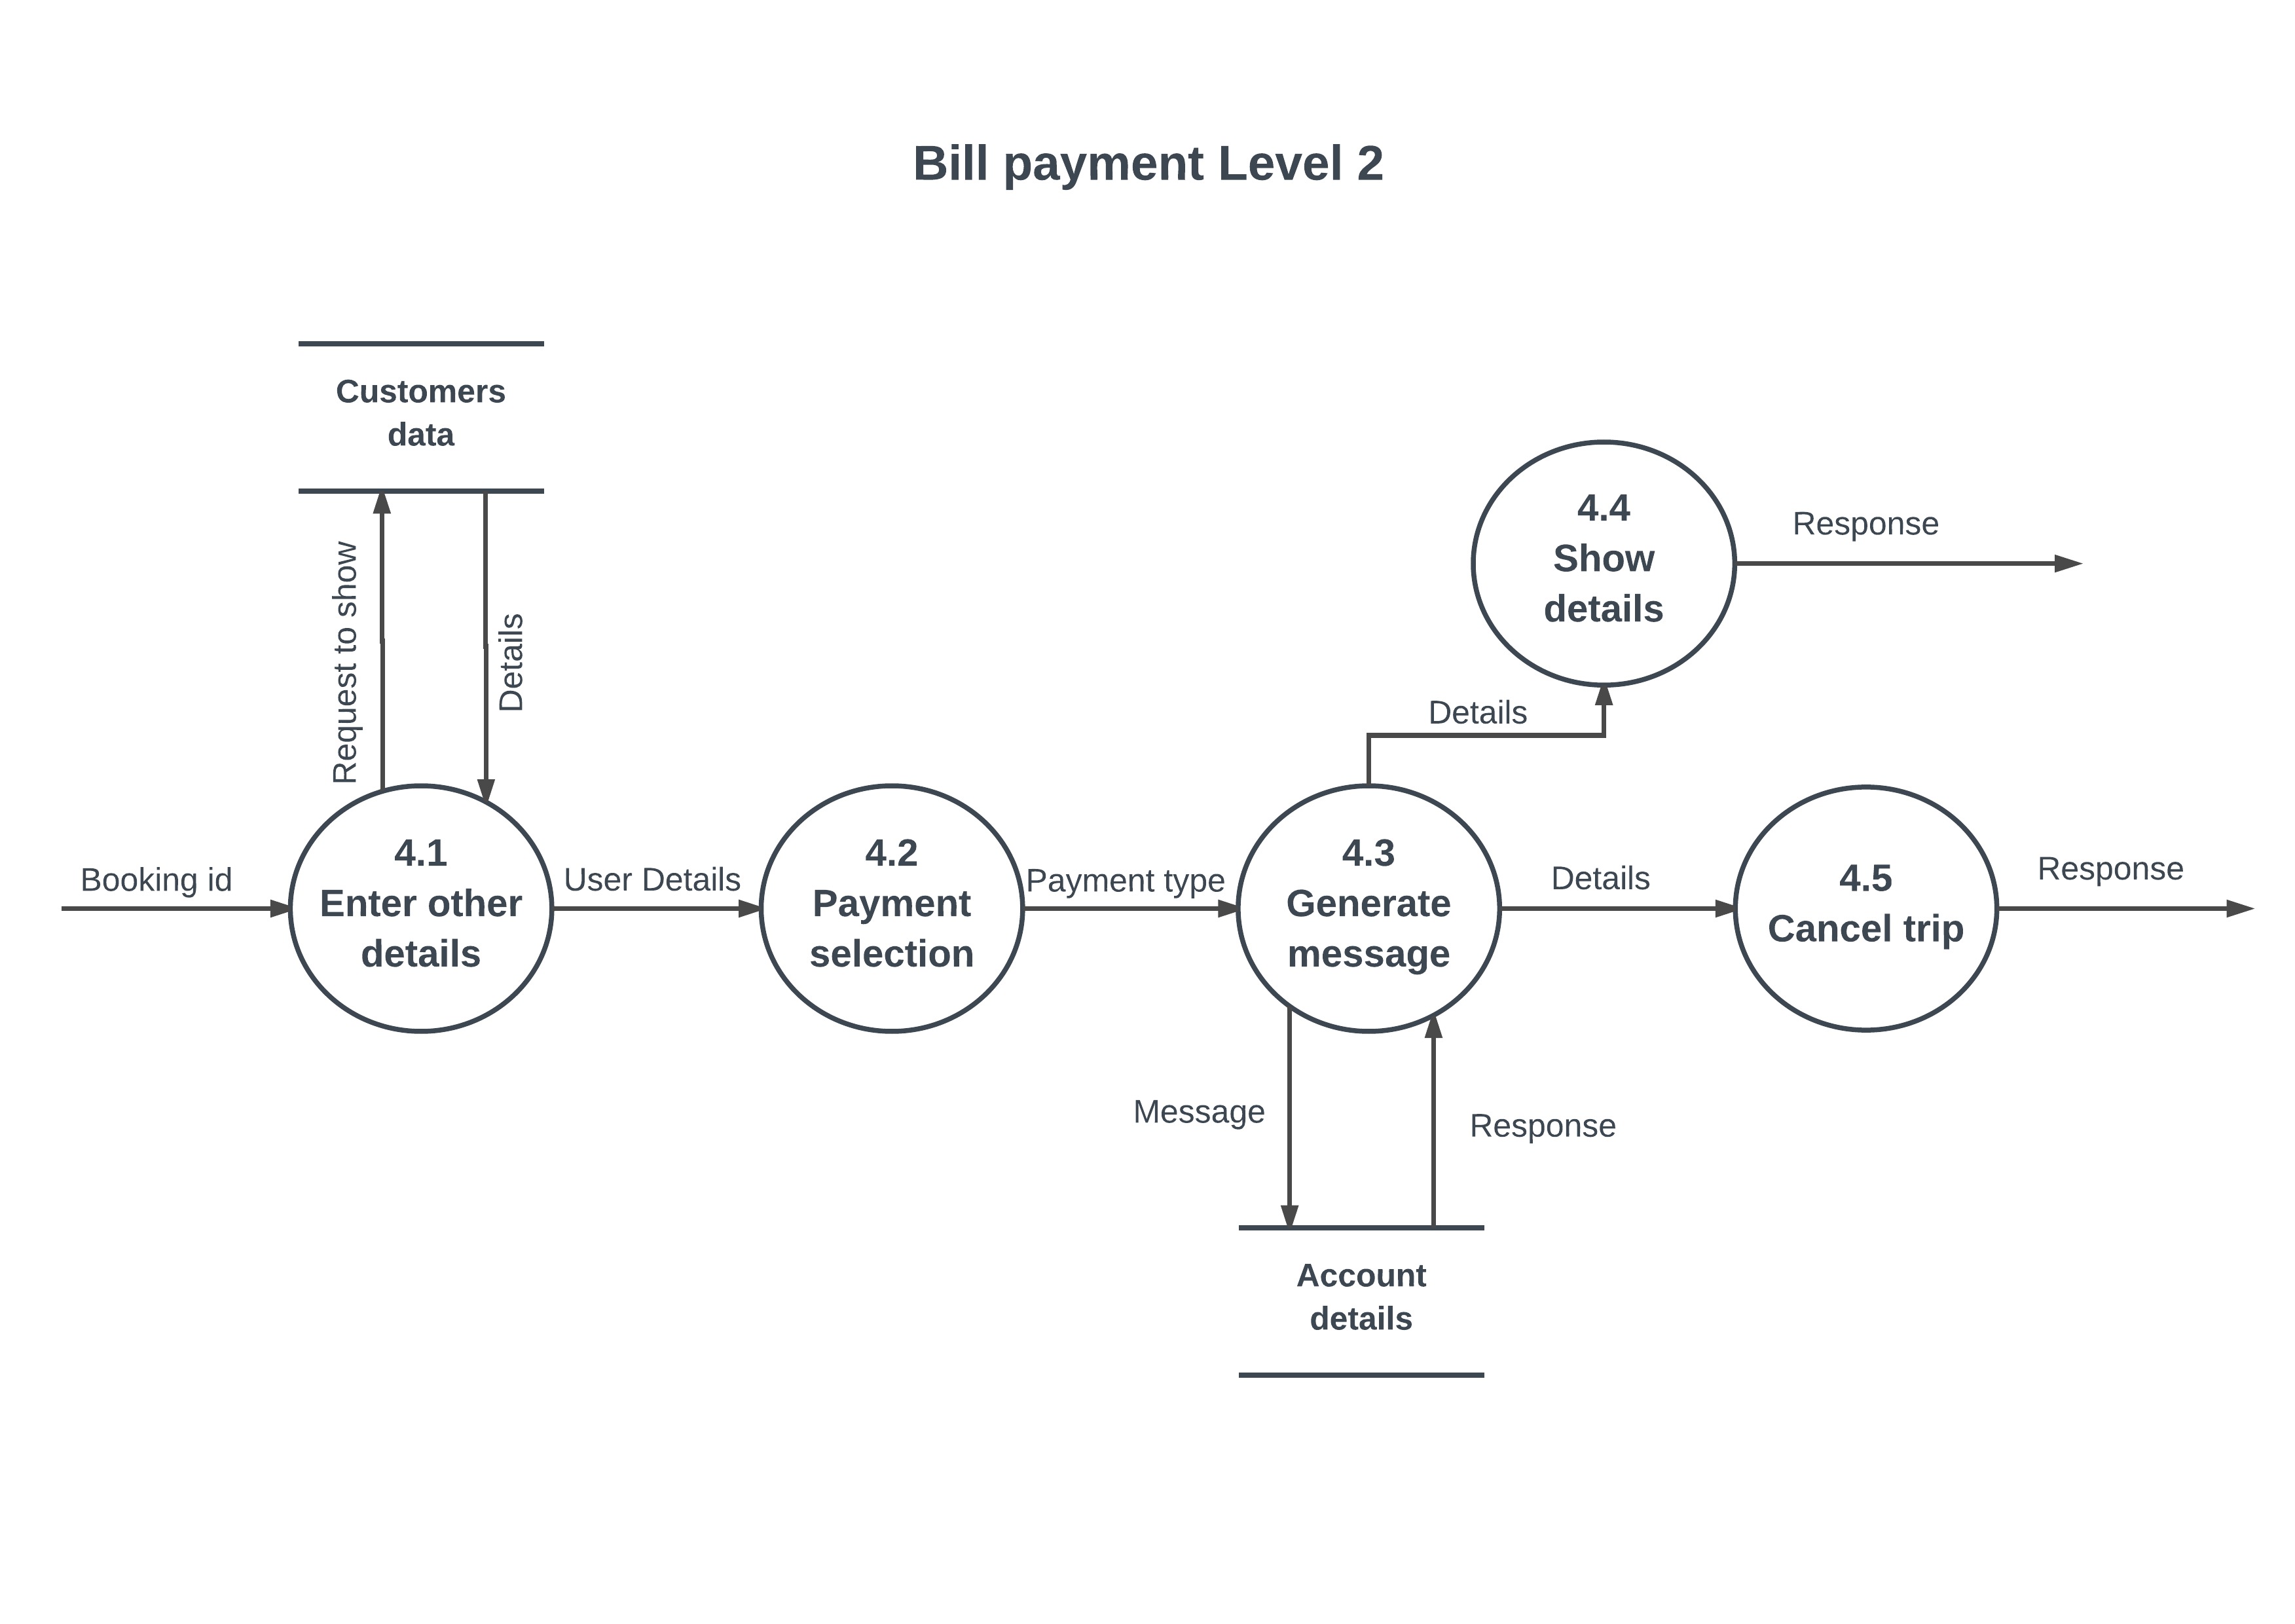 Bill payment Level 2
Customers
data
Request to show
Details
4.4
Show
details
Response
Details
Booking id
4.1
Enter other
details
User Details
4.2
Payment
selection
Payment type
4.3
Generate
message
Details
4.5
Cancel trip
Response
Message
Response
Account
details